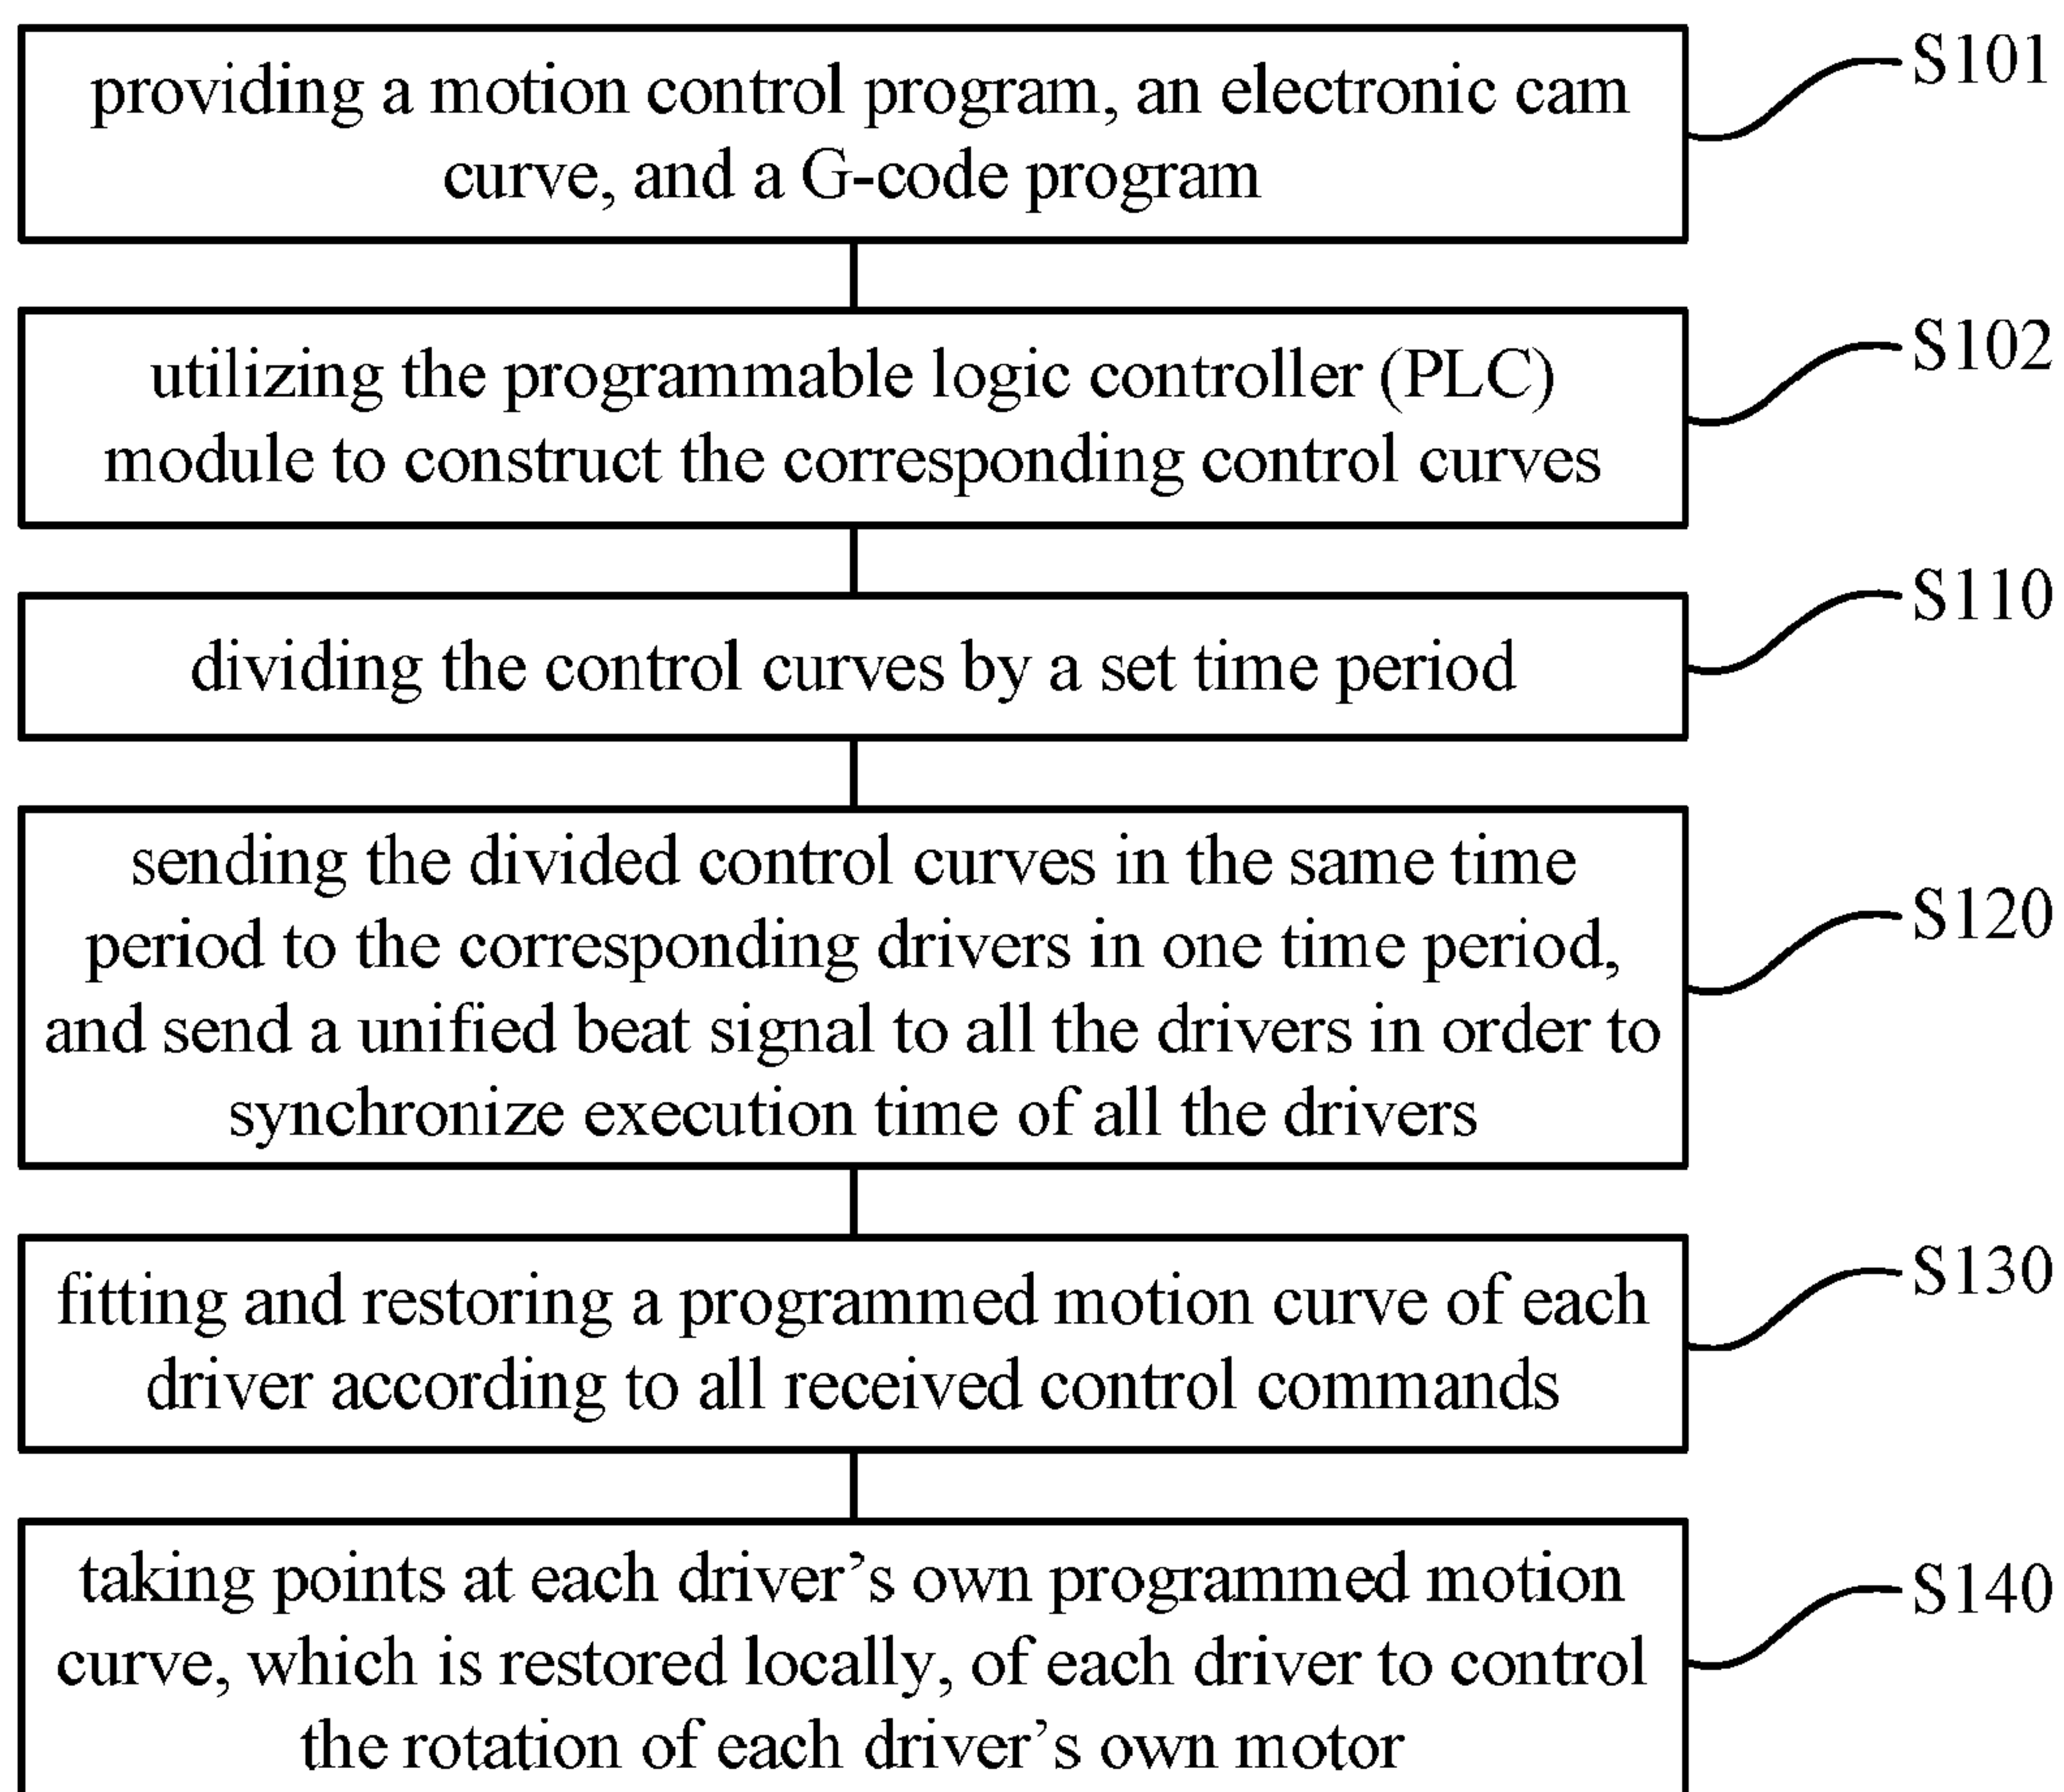 providing a motion control program, an electronic cam
curve, and a G-code program
S101
utilizing the programmable logic controller (PLC)
module to construct the corresponding control curves
S102
dividing the control curves by a set time period
S110
sending the divided control curves in the same time
period to the corresponding drivers in one time period,
and send a unified beat signal to all the drivers in order to
synchronize execution time of all the drivers
S120
fitting and restoring a programmed motion curve of each
driver according to all received control commands
S130
taking points at each driver’s own programmed motion
curve, which is restored locally, of each driver to control
the rotation of each driver’s own motor
S140